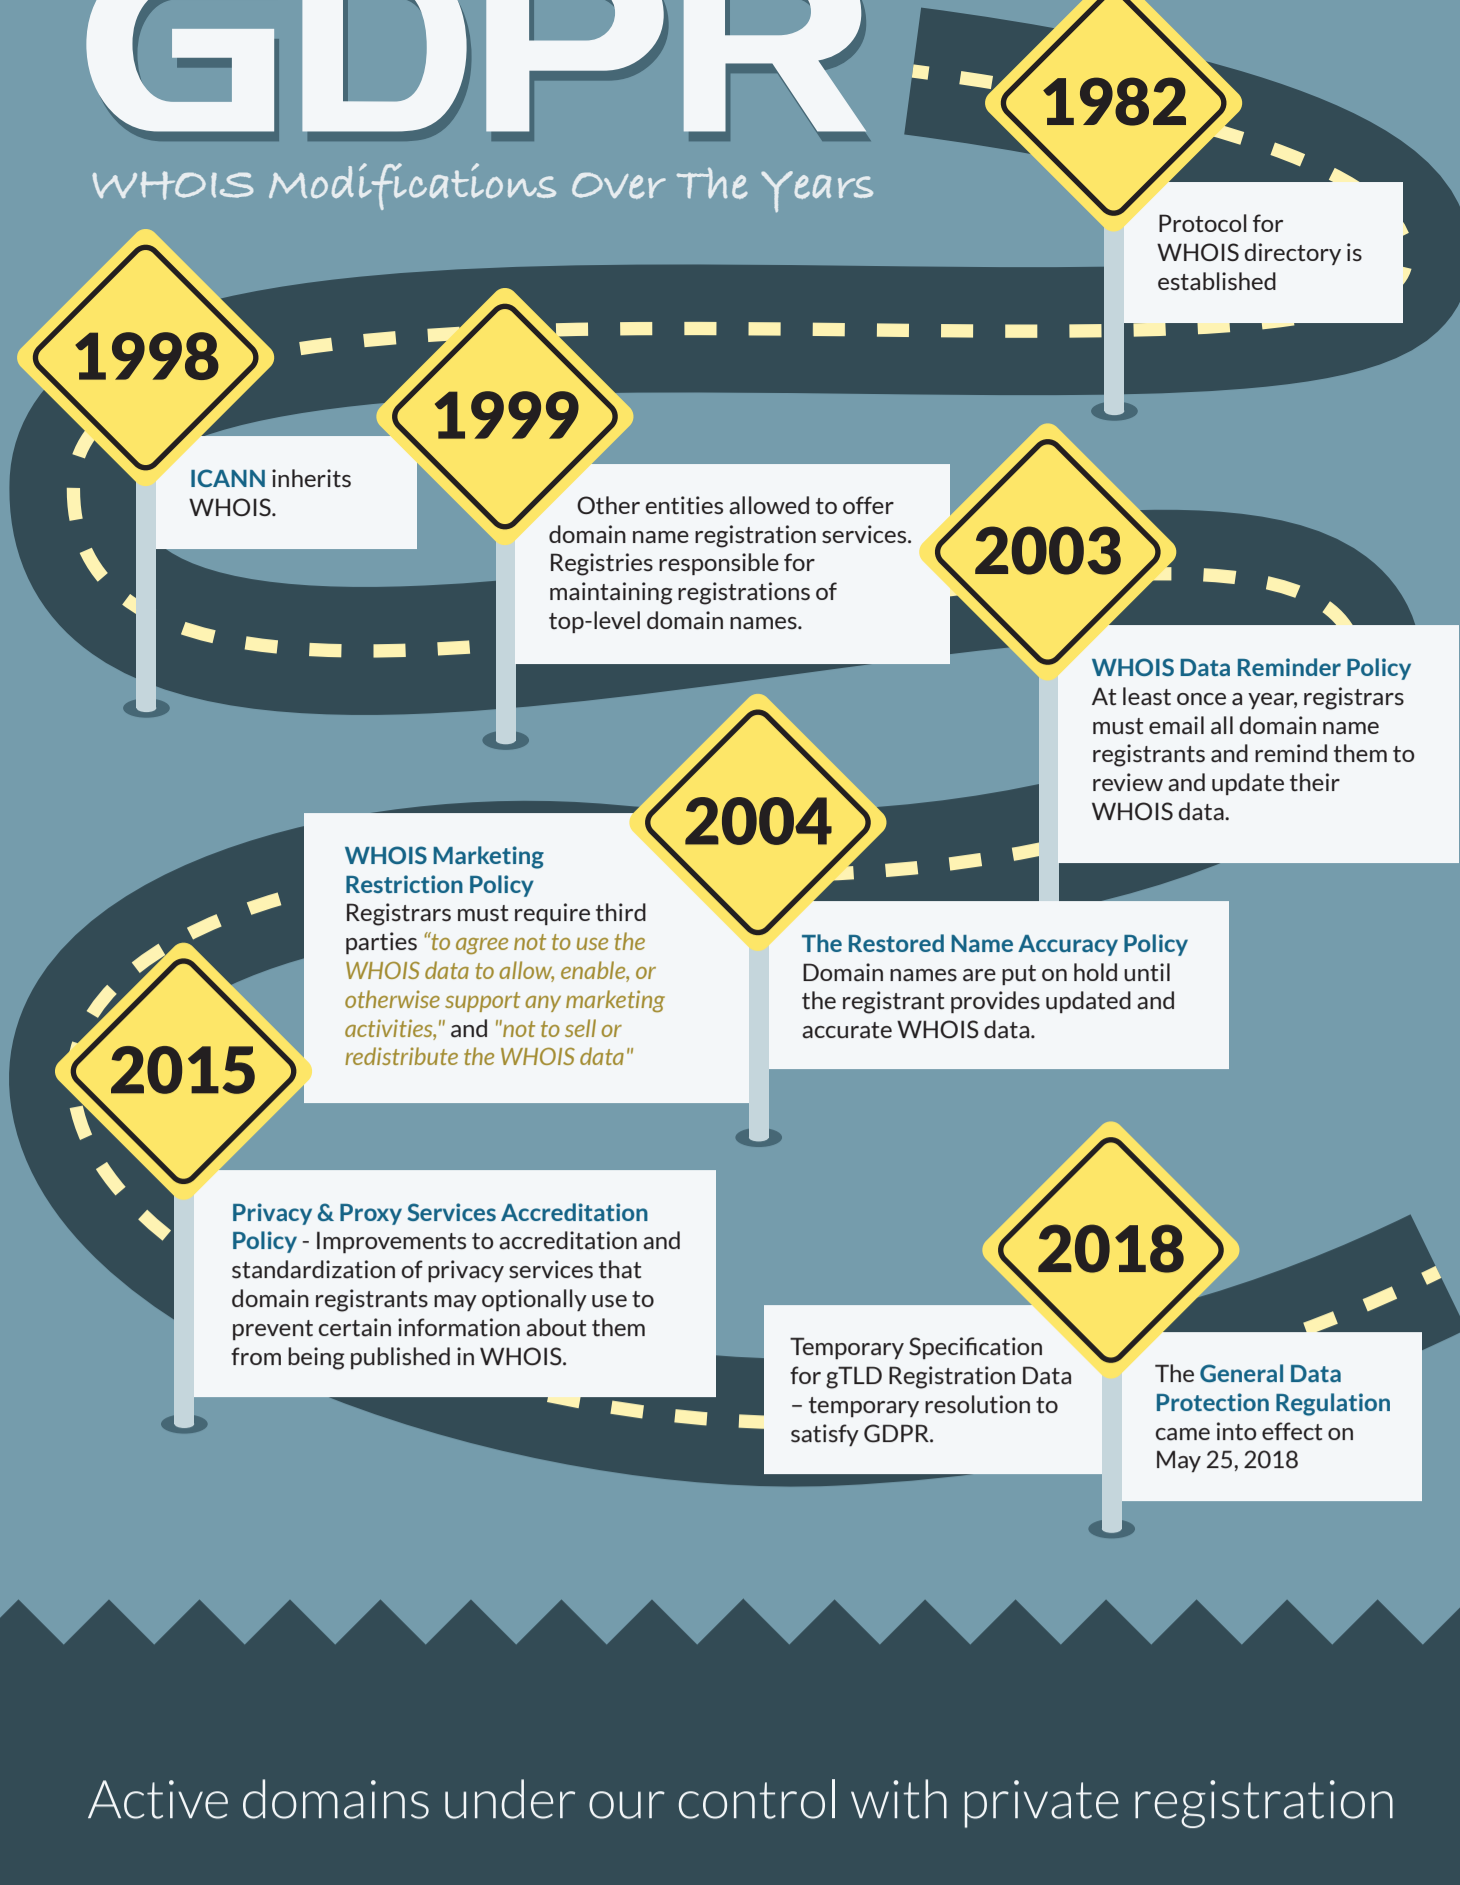 GDPR
WHOIS Modifications Over The Years
1982
Protocol for
WHOIS directory is
established
1998
ICANN inherits
WHOIS.
1999
Other entities allowed to offer
domain name registration services.
Registries responsible for
maintaining registrations of
top-level domain names.
2003
WHOIS Data Reminder Policy
At least once a year, registrars
must email all domain name
registrants and remind them to
review and update their
WHOIS data.
2004
WHOIS Marketing
Restriction Policy
Registrars must require third
parties “to agree not to use the
WHOIS data to allow, enable, or
otherwise support any marketing
activities," and "not to sell or
redistribute the WHOIS data"
The Restored Name Accuracy Policy
Domain names are put on hold until
the registrant provides updated and
accurate WHOIS data.
2015
Privacy & Proxy Services Accreditation
Policy - Improvements to accreditation and
standardization of privacy services that
domain registrants may optionally use to
prevent certain information about them
from being published in WHOIS.
2018
Temporary Specification
for gTLD Registration Data
– temporary resolution to
satisfy GDPR.
The General Data
Protection Regulation
came into effect on
May 25, 2018
Active domains under our control with private registration